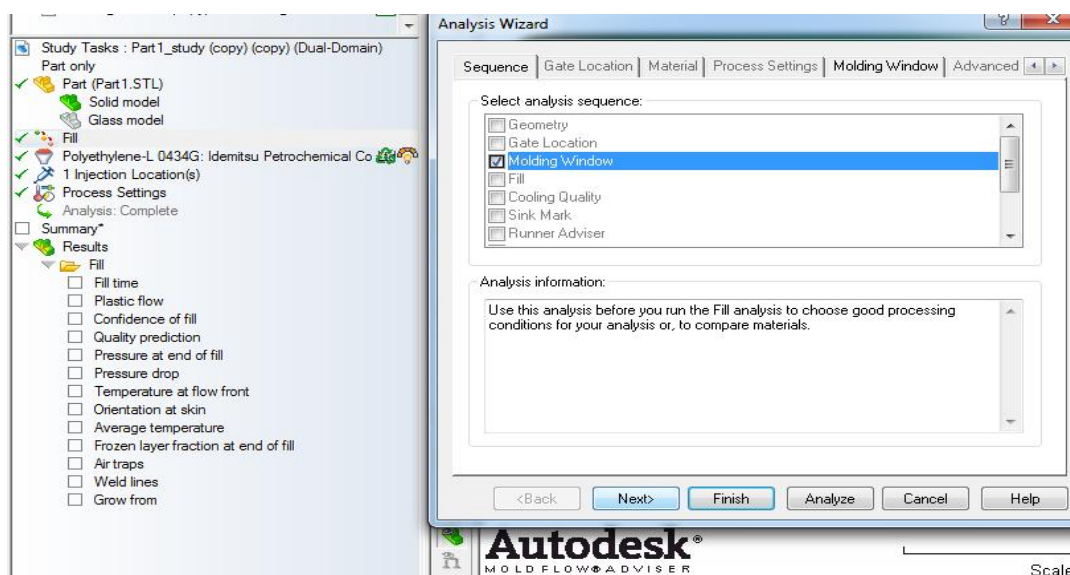 Study Tasks : Part1_study (copy) (copy) (Dual-Domain)
Part only
Part (Part1.STL)
Solid model
Glass model
Fill
Polyethylene-L 0434G: Idemitsu Petrochemical Co
1 Injection Location(s)
Process Settings
Analysis: Complete
Summary*
Results
Fill
Fill time
Plastic flow
Confidence of fill
Quality prediction
Pressure at end of fill
Pressure drop
Temperature at flow front
Orientation at skin
Average temperature
Frozen layer fraction at end of fill
Air traps
Weld lines
Grow from
Analysis Wizard
Sequence Gate Location Material Process Settings Molding Window Advanced
Select analysis sequence:
Geometry
Gate Location
Molding Window
Fill
Cooling Quality
Sink Mark
Runner Adviser
Analysis information:
Use this analysis before you run the Fill analysis to choose good processing
conditions for your analysis or, to compare materials.
<Back Next> Finish Analyze Cancel Help
Autodesk®
MOLDFLOW® ADVISER
Scale